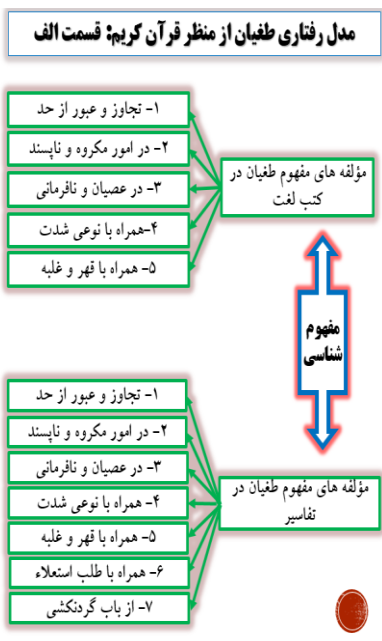 مدل رفتاری طغیان از منظر قرآن کریم: قسمت الف
مؤلفه های مفهوم طغیان در
کتب لغت
۱- تجاوز و عبور از حد
۲- در امور مکروه و ناپسند
۳- در عصیان و نافرمانی
۴-همراه با نوعی شدت
۵- همراه با قهر و غلبه
مفهوم
شناسی
مؤلفه های مفهوم طغیان در
تفاسیر
۱- تجاوز و عبور از حد
۲- در امور مکروه و ناپسند
۳- در عصیان و نافرمانی
۴- همراه با نوعی شدت
۵- همراه با قهر و غلبه
۶- همراه با طلب استعلاء
۷- از باب گردنکشی